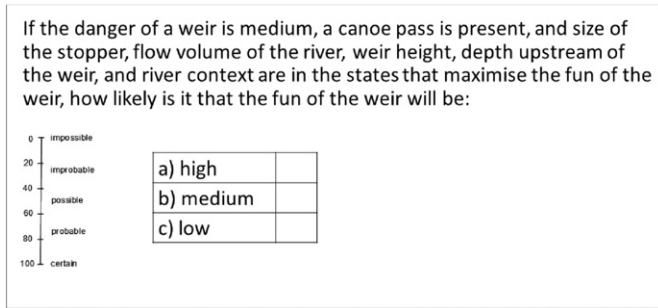 If the danger of a weir is medium, a canoe pass is present, and size of
the stopper, flow volume of the river, weir height, depth upstream of
the weir, and river context are in the states that maximise the fun of the
weir, how likely is it that the fun of the weir will be:
0 impossible
20
improbable
40
possible
60
probable
80
100 certain
a) high
b) medium
c) low